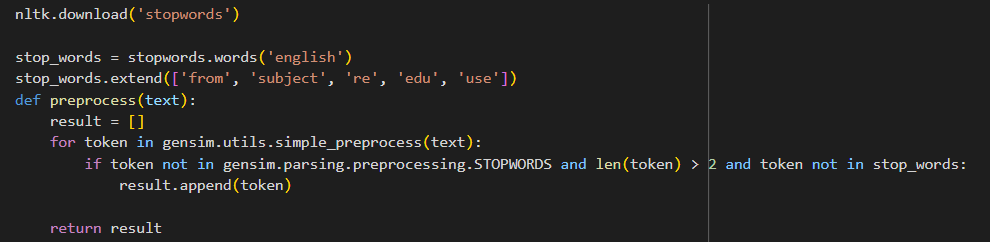 nltk.download('stopwords')
stop_words = stopwords.words('english')
stop_words.extend(['from', 'subject', 're', 'edu', 'use'])
def preprocess(text):
    result = []
    for token in gensim.utils.simple_preprocess(text):
        if token not in gensim.parsing.preprocessing.STOPWORDS and len(token) > 2 and token not in stop_words:
            result.append(token)
    return result